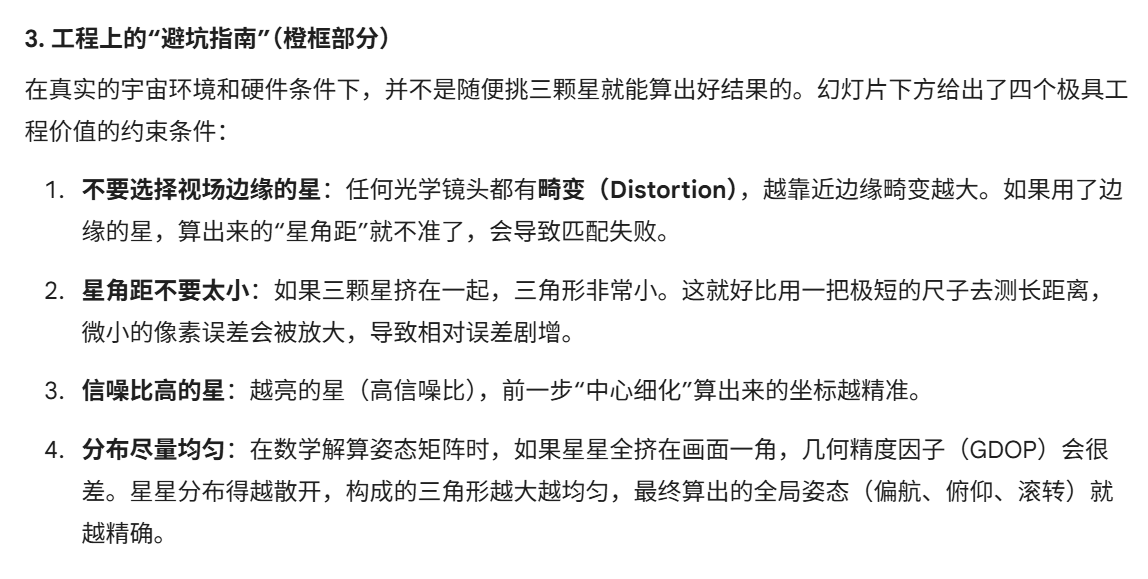 3. 工程上的“避坑指南”（橙框部分）
在真实的宇宙环境和硬件条件下，并不是随便挑三颗星就能算出好结果的。幻灯片下方给出了四个极具工
程价值的约束条件：
1. 不要选择视场边缘的星：任何光学镜头都有畸变（Distortion），越靠近边缘畸变越大。如果用了边
缘的星，算出来的“星角距”就不准了，会导致匹配失败。
2. 星角距不要太小：如果三颗星挤在一起，三角形非常小。这就好比用一把极短的尺子去测长距离，
微小的像素误差会被放大，导致相对误差剧增。
3. 信噪比高的星：越亮的星（高信噪比），前一步“中心细化”算出来的坐标越精准。
4. 分布尽量均匀：在数学解算姿态矩阵时，如果星星全挤在画面一角，几何精度因子（GDOP）会很
差。星星分布得越散开，构成的三角形越大越均匀，最终算出的全局姿态（偏航、俯仰、滚转）就
越精确。